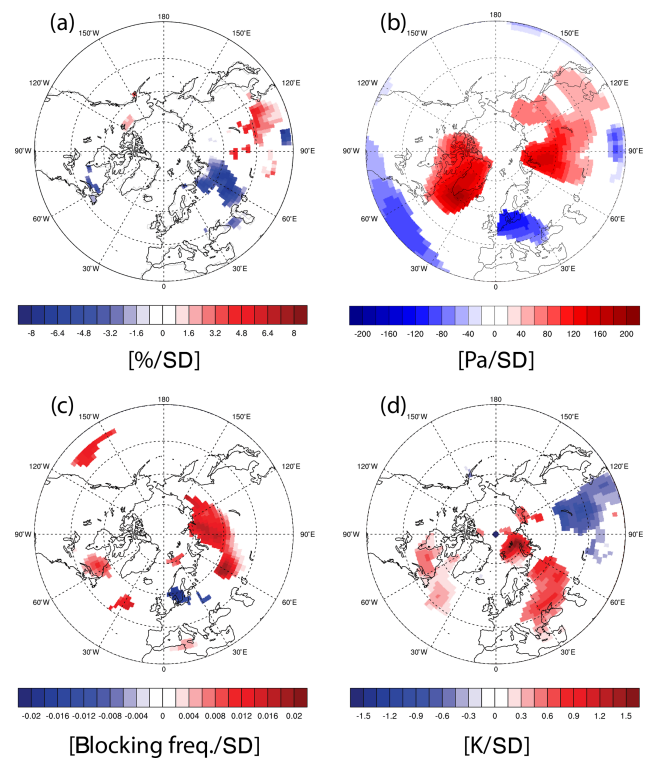 (a)
180
150°W
150°E
120°W
120°E
90°W
90°E
60°W
60°E
30°W
30°E
0
-8 -6.4 -4.8 -3.2 -1.6 0 1.6 3.2 4.8 6.4 8
[%/SD]
(b)
180
150°W
150°E
120°W
120°E
90°W
90°E
60°W
60°E
30°W
30°E
0
-200 -160 -120 -80 -40 0 40 80 120 160 200
[Pa/SD]
(c)
180
150°W
150°E
120°W
120°E
90°W
90°E
60°W
60°E
30°W
30°E
0
-0.02 -0.016 -0.012 -0.008 -0.004 0 0.004 0.008 0.012 0.016 0.02
[Blocking freq./SD]
(d)
180
150°W
150°E
120°W
120°E
90°W
90°E
60°W
60°E
30°W
30°E
0
-1.5 -1.2 -0.9 -0.6 -0.3 0 0.3 0.6 0.9 1.2 1.5
[K/SD]